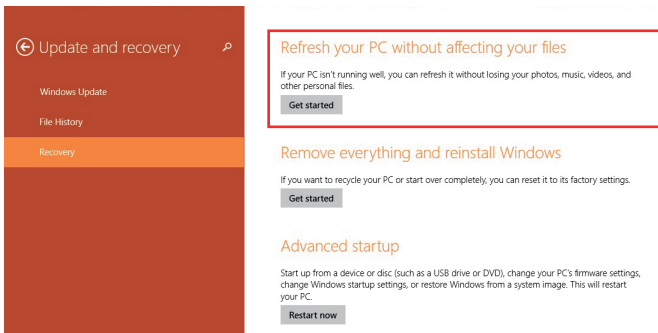 Update and recovery
Windows Update
File History
Recovery
Refresh your PC without affecting your files
If your PC isn't running well, you can refresh it without losing your photos, music, videos, and
other personal files.
Get started
Remove everything and reinstall Windows
If you want to recycle your PC or start over completely, you can reset it to its factory settings.
Get started
Advanced startup
Start up from a device or disc (such as a USB drive or DVD), change your PC's firmware settings,
change Windows startup settings, or restore Windows from a system image. This will restart
your PC.
Restart now